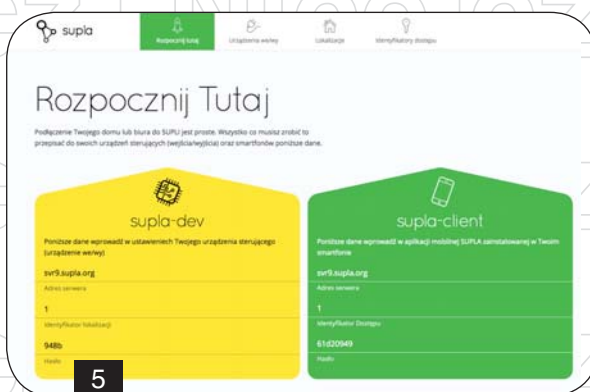 supla
Rozpocznij tutaj
Urządzenia we/wy
Lokalizacje
Identyfikatory dostępu
Rozpocznij Tutaj
Podłączenie Twojego domu lub biura do SUPLI jest proste. Wszystko co musisz zrobić to
przepisać do swoich urządzeń sterujących (wejścia/wyjścia) oraz smartfonów poniższe dane.
supla-dev
Poniższe dane wprowadź w ustawieniach Twojego urządzenia sterującego
(urządzenie we/wy)
svr9.supla.org
Adres serwera
1
Identyfikator lokalizacji
948b
Hasło
supla-client
Poniższe dane wprowadź w aplikacji mobilnej SUPLA zainstalowanej w Twoim
smartfonie
svr9.supla.org
Adres serwera
1
Identyfikator Dostępu
61d20949
Hasło
5